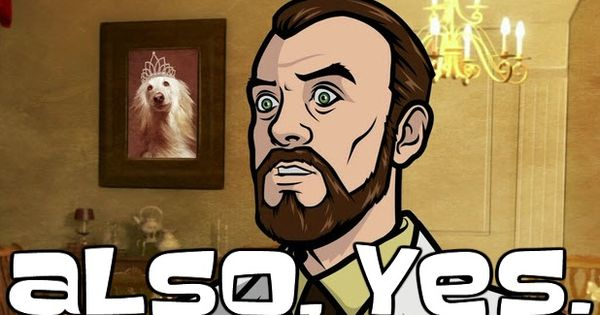 also, yes.